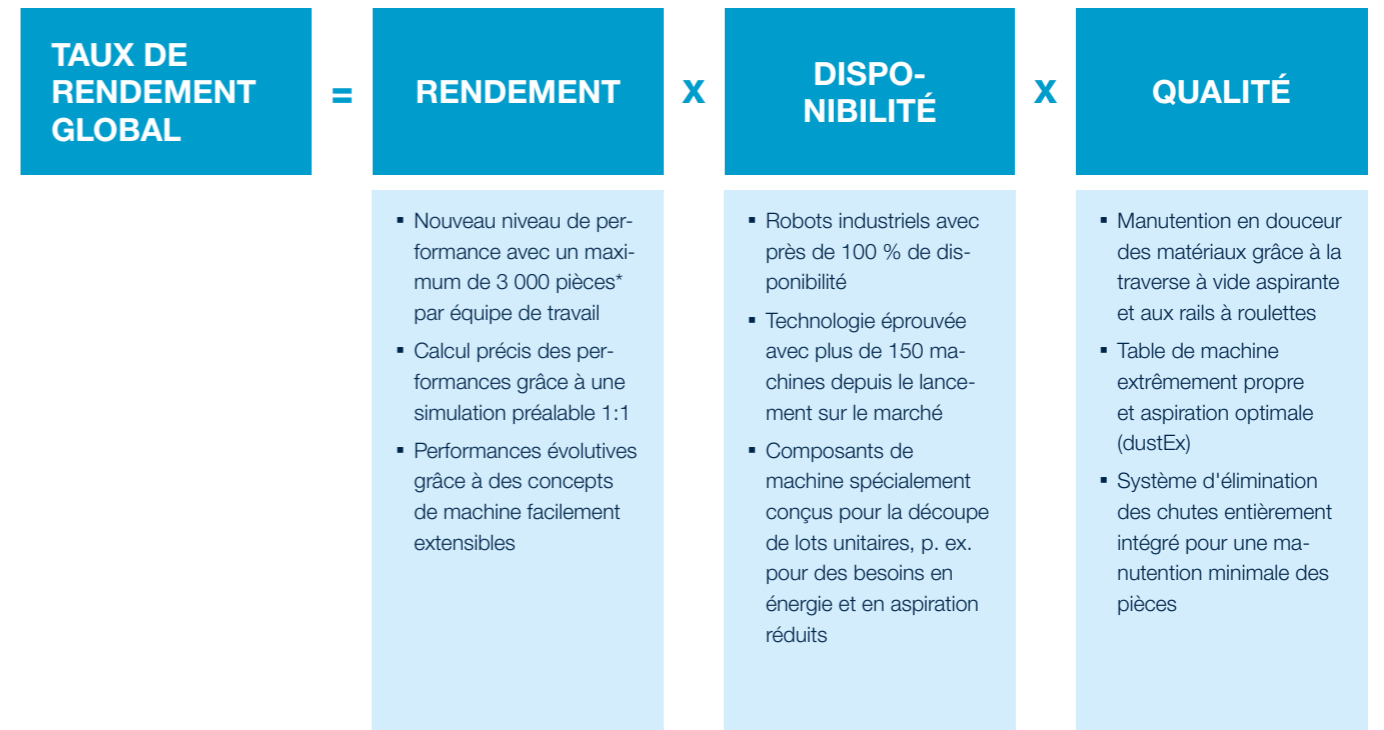 TAUX DE
RENDEMENT
GLOBAL
=
RENDEMENT
X
DISPO-
NIBILITÉ
X
QUALITÉ
▪ Nouveau niveau de per-
formance avec un maxi-
mum de 3 000 pièces*
par équipe de travail
▪ Calcul précis des per-
formances grâce à une
simulation préalable 1:1
▪ Performances évolutives
grâce à des concepts
de machine facilement
extensibles
▪ Robots industriels avec
près de 100 % de dis-
ponibilité
▪ Technologie éprouvée
avec plus de 150 ma-
chines depuis le lance-
ment sur le marché
▪ Composants de
machine spécialement
conçus pour la découpe
de lots unitaires, p. ex.
pour des besoins en
énergie et en aspiration
réduits
▪ Manutention en douceur
des matériaux grâce à la
traverse à vide aspirante
et aux rails à roulettes
▪ Table de machine
extrêmement propre
et aspiration optimale
(dustEx)
▪ Système d'élimination
des chutes entièrement
intégré pour une ma-
nutention minimale des
pièces